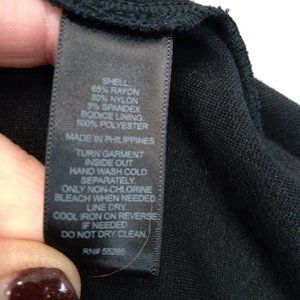 SHELL
65% RAYON
30% NYLON
5% SPANDEX
BODICE LINING
100% POLYESTER
MADE IN PHILIPPINES
TURN GARMENT
INSIDE OUT.
HAND WASH COLD
SEPARATELY.
ONLY NON-CHLORINE
BLEACH WHEN NEEDED
LINE DRY.
COOL IRON ON REVERSE
IF NEEDED
DO NOT DRY CLEAN.
RN# 55285